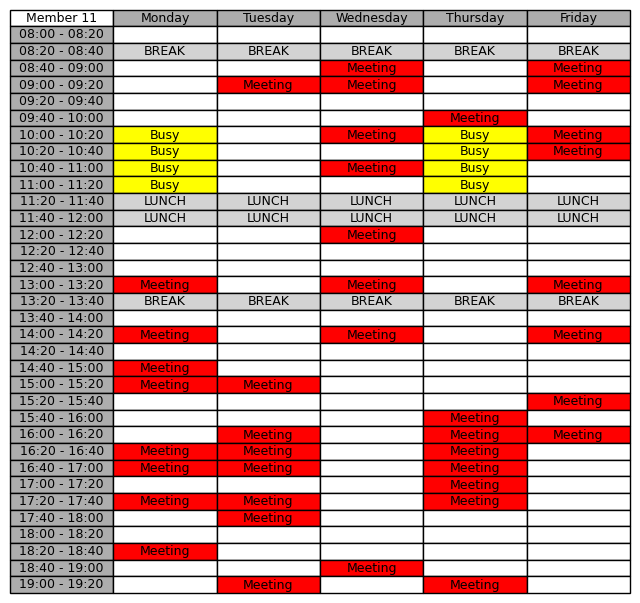 Member 11 Monday Tuesday Wednesday Thursday Friday
08:00 - 08:20
08:20 - 08:40 BREAK BREAK BREAK BREAK BREAK
08:40 - 09:00 Meeting Meeting
09:00 - 09:20 Meeting Meeting Meeting
09:20 - 09:40
09:40 - 10:00 Meeting
10:00 - 10:20 Busy Meeting Busy Meeting
10:20 - 10:40 Busy Busy Meeting
10:40 - 11:00 Busy Meeting Busy
11:00 - 11:20 Busy Busy
11:20 - 11:40 LUNCH LUNCH LUNCH LUNCH LUNCH
11:40 - 12:00 LUNCH LUNCH LUNCH LUNCH LUNCH
12:00 - 12:20 Meeting
12:20 - 12:40
12:40 - 13:00
13:00 - 13:20 Meeting Meeting Meeting
13:20 - 13:40 BREAK BREAK BREAK BREAK BREAK
13:40 - 14:00
14:00 - 14:20 Meeting Meeting Meeting
14:20 - 14:40
14:40 - 15:00 Meeting
15:00 - 15:20 Meeting Meeting
15:20 - 15:40 Meeting
15:40 - 16:00 Meeting
16:00 - 16:20 Meeting Meeting Meeting
16:20 - 16:40 Meeting Meeting Meeting
16:40 - 17:00 Meeting Meeting Meeting
17:00 - 17:20 Meeting
17:20 - 17:40 Meeting Meeting Meeting
17:40 - 18:00 Meeting
18:00 - 18:20
18:20 - 18:40 Meeting
18:40 - 19:00 Meeting
19:00 - 19:20 Meeting Meeting